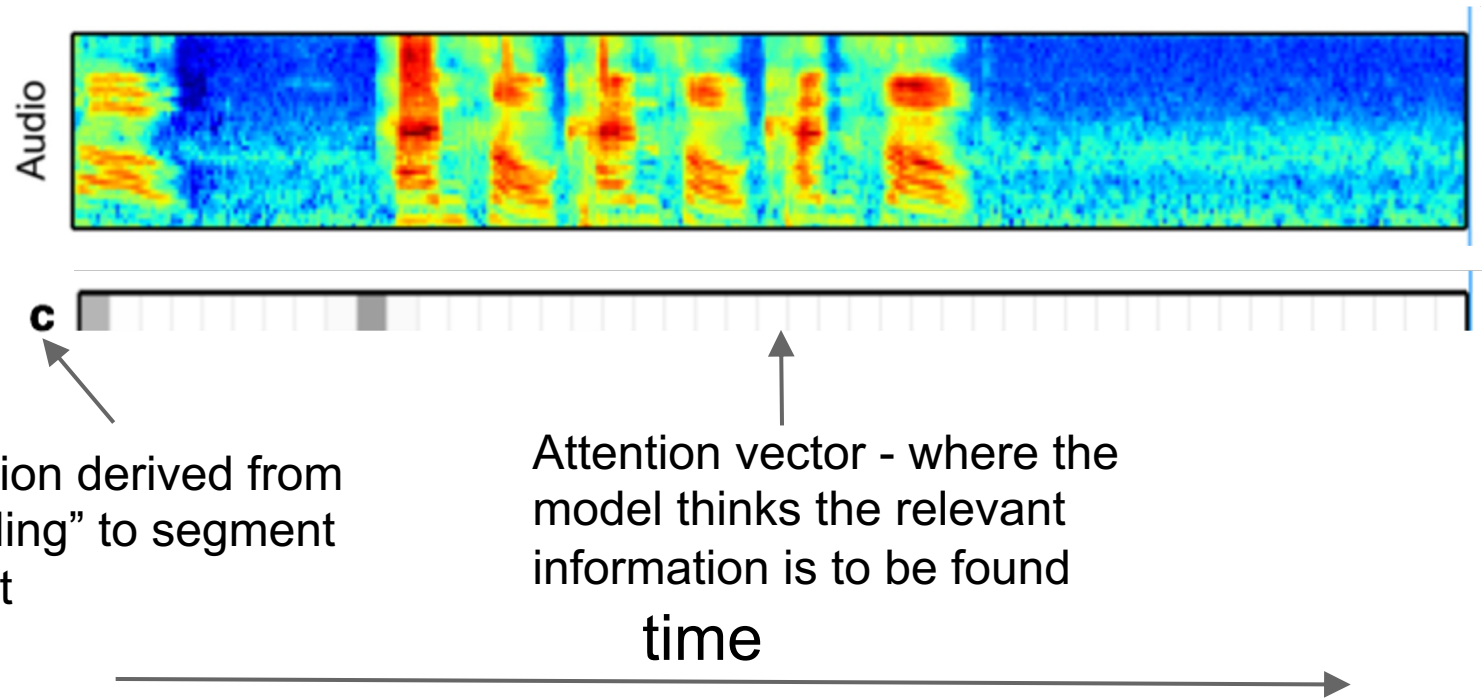 Audio
c
ion derived from
ling” to segment
t
Attention vector - where the
model thinks the relevant
information is to be found
time